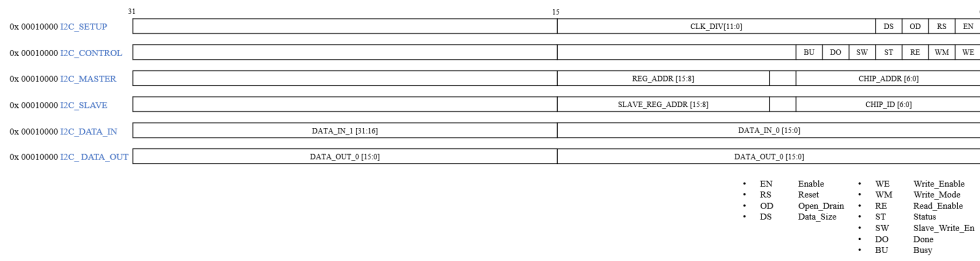 31 15
0x 00010000 I2C_SETUP CLK_DIV[11:0] DS OD RS EN
0x 00010000 I2C_CONTROL BU DO SW ST RE WM WE
0x 00010000 I2C_MASTER REG_ADDR [15:8] CHIP_ADDR [6:0]
0x 00010000 I2C_SLAVE SLAVE_REG_ADDR [15:8] CHIP_ID [6:0]
0x 00010000 I2C_DATA_IN DATA_IN_1 [31:16] DATA_IN_0 [15:0]
0x 00010000 I2C_ DATA_OUT DATA_OUT_0 [15:0] DATA_OUT_0 [15:0]
• EN Enable • WE Write_Enable
• RS Reset • WM Write_Mode
• OD Open_Drain • RE Read_Enable
• DS Data_Size • ST Status
• SW Slave_Write_En
• DO Done
• BU Busy